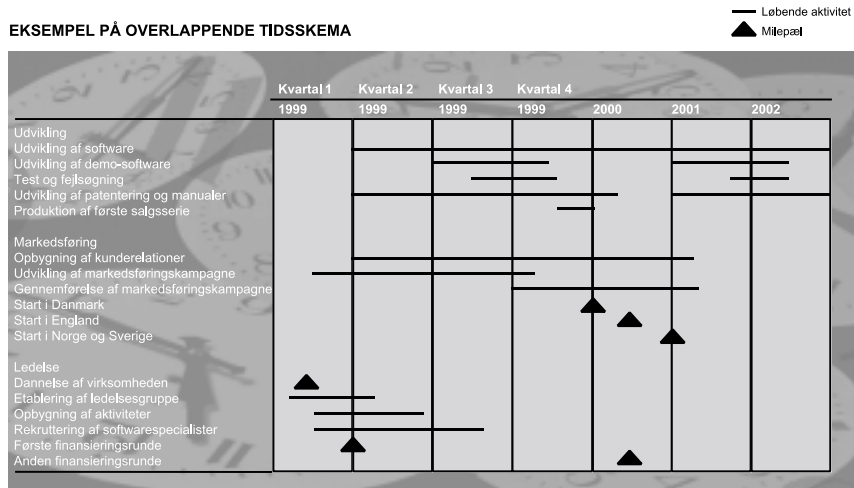 EKSEMPEL PÅ OVERLAPPENDE TIDSSKEMA
Løbende aktivitet
Milepæl
Kvartal 1 Kvartal 2 Kvartal 3 Kvartal 4
1999 1999 1999 1999 2000 2001 2002
Udvikling
Udvikling af software
Udvikling af demo-software
Test og fejlsøgning
Udvikling af patentering og manualer
Produktion af første salgsserie
Markedsføring
Opbygning af kunderelationer
Udvikling af markedsføringskampagne
Gennemførelse af markedsføringskampagne
Start i Danmark
Start i England
Start i Norge og Sverige
Ledelse
Dannelse af virksomheden
Etablering af ledelsesgruppe
Opbygning af aktiviteter
Rekruttering af softwarespecialister
Første finansieringsrunde
Anden finansieringsrunde